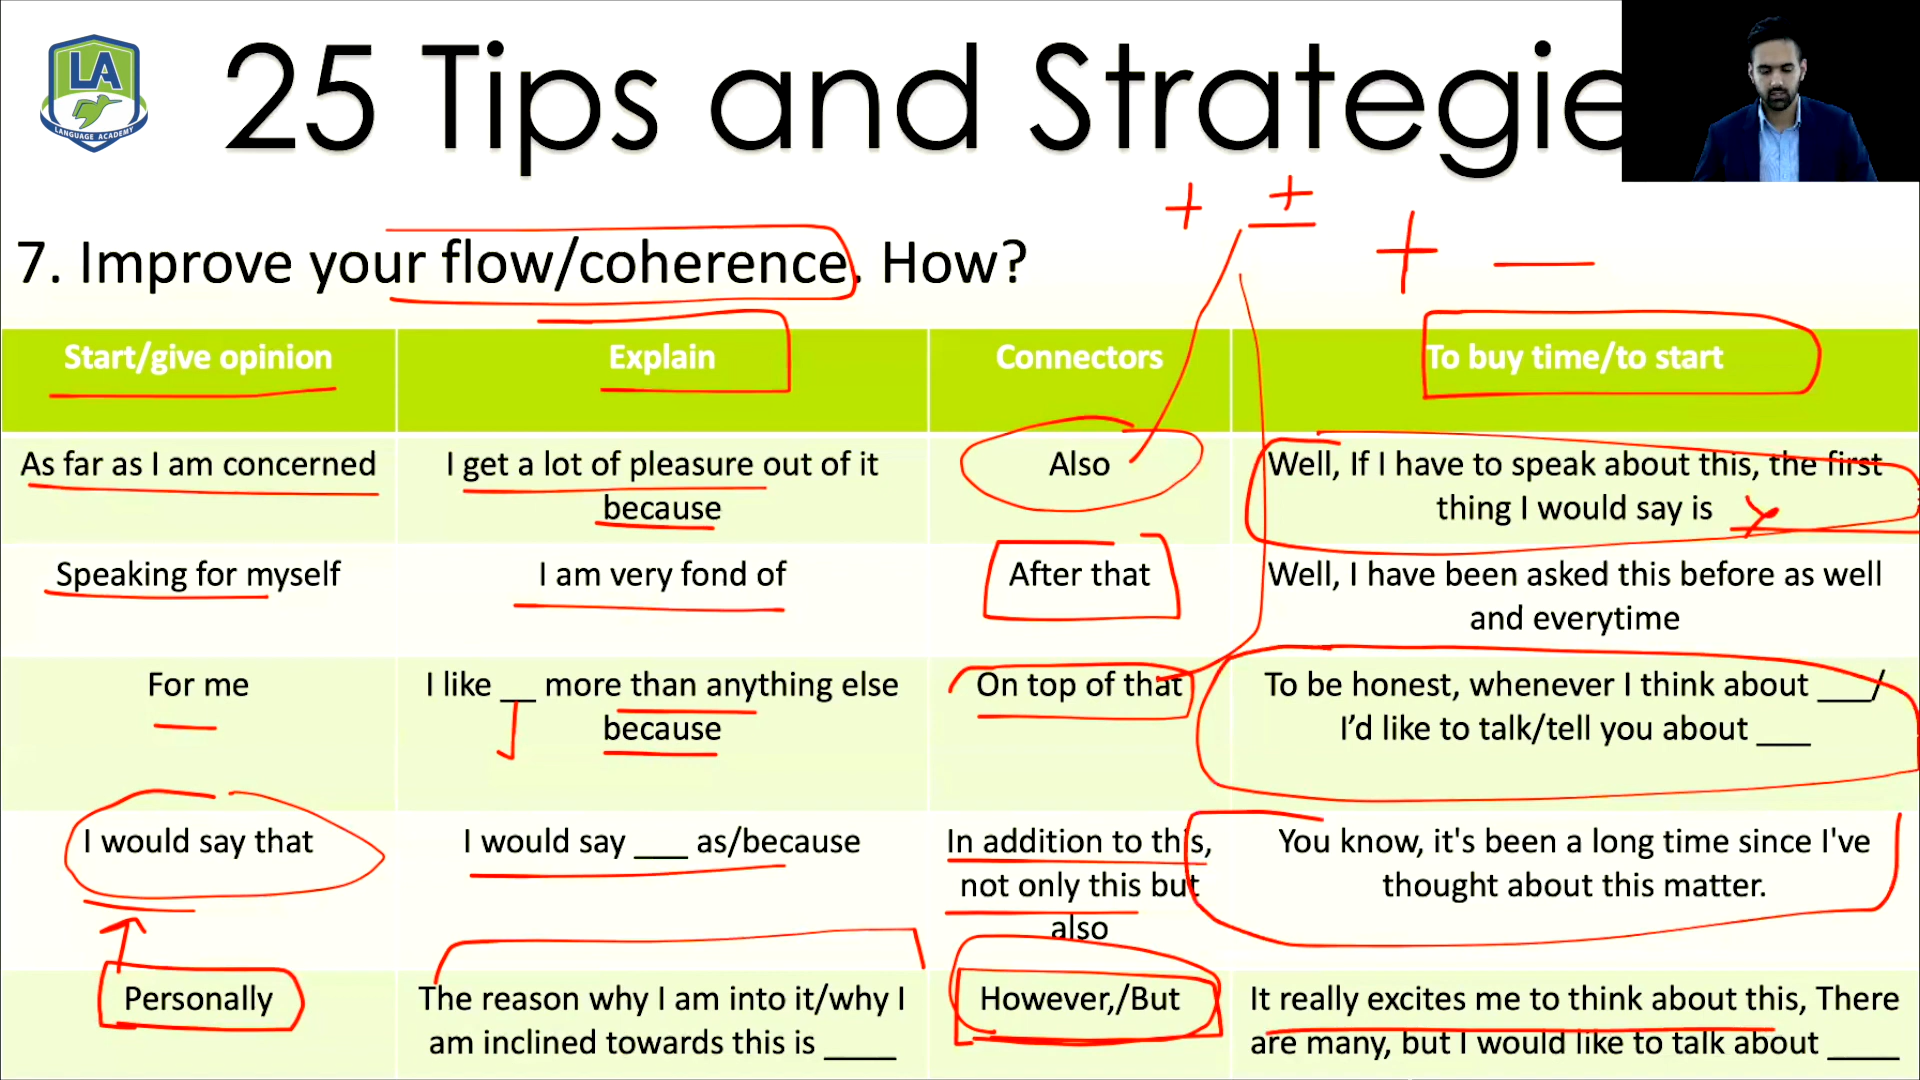 LA
LANGUAGE ACADEMY
25 Tips and Strategie
+ + + —
7. Improve your flow/coherence. How?
Start/give opinion
Explain
Connectors
To buy time/to start
As far as I am concerned
I get a lot of pleasure out of it
because
Also
Well, If I have to speak about this, the first
thing I would say is
Speaking for myself
I am very fond of
After that
Well, I have been asked this before as well
and everytime
For me
I like __ more than anything else
because
On top of that
To be honest, whenever I think about ___/
I’d like to talk/tell you about ___
I would say that
I would say ___ as/because
In addition to this,
not only this but
also
You know, it's been a long time since I've
thought about this matter.
Personally
The reason why I am into it/why I
am inclined towards this is ____
However,/But
It really excites me to think about this, There
are many, but I would like to talk about ____